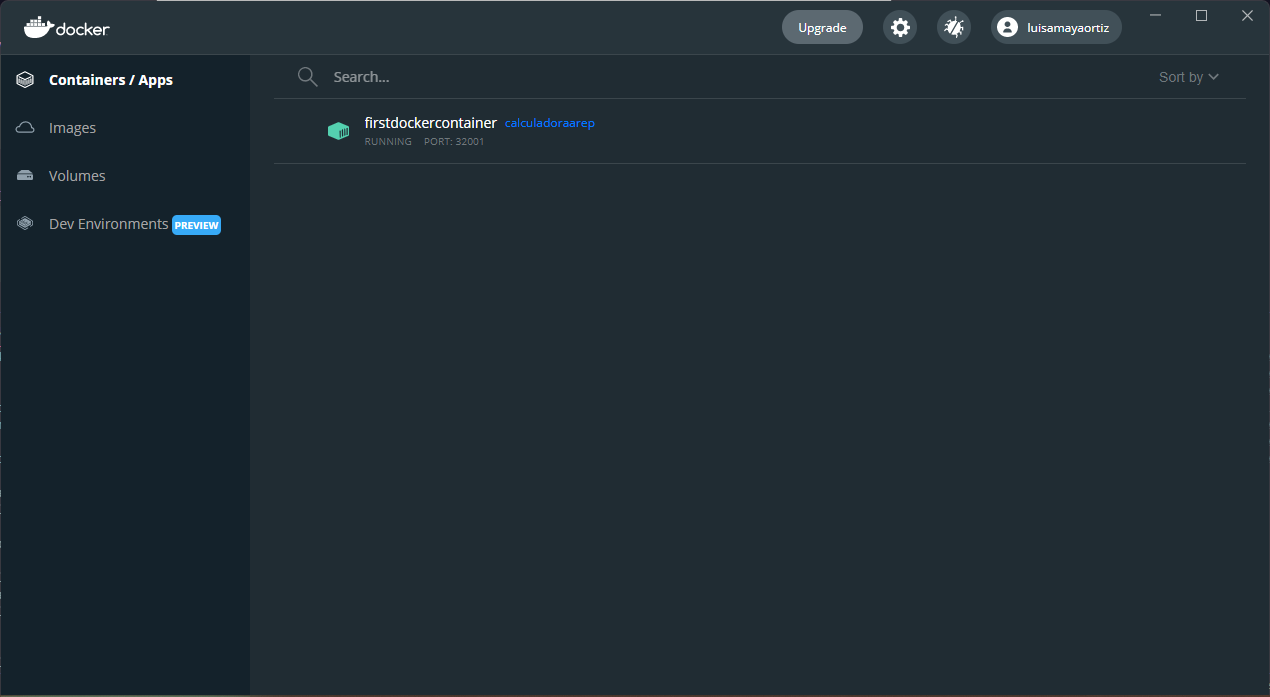 docker
Upgrade
luisamayaortiz
Containers / Apps
Images
Volumes
Dev Environments PREVIEW
Search...
Sort by
firstdockercontainer calculadoraarep
RUNNING PORT: 32001